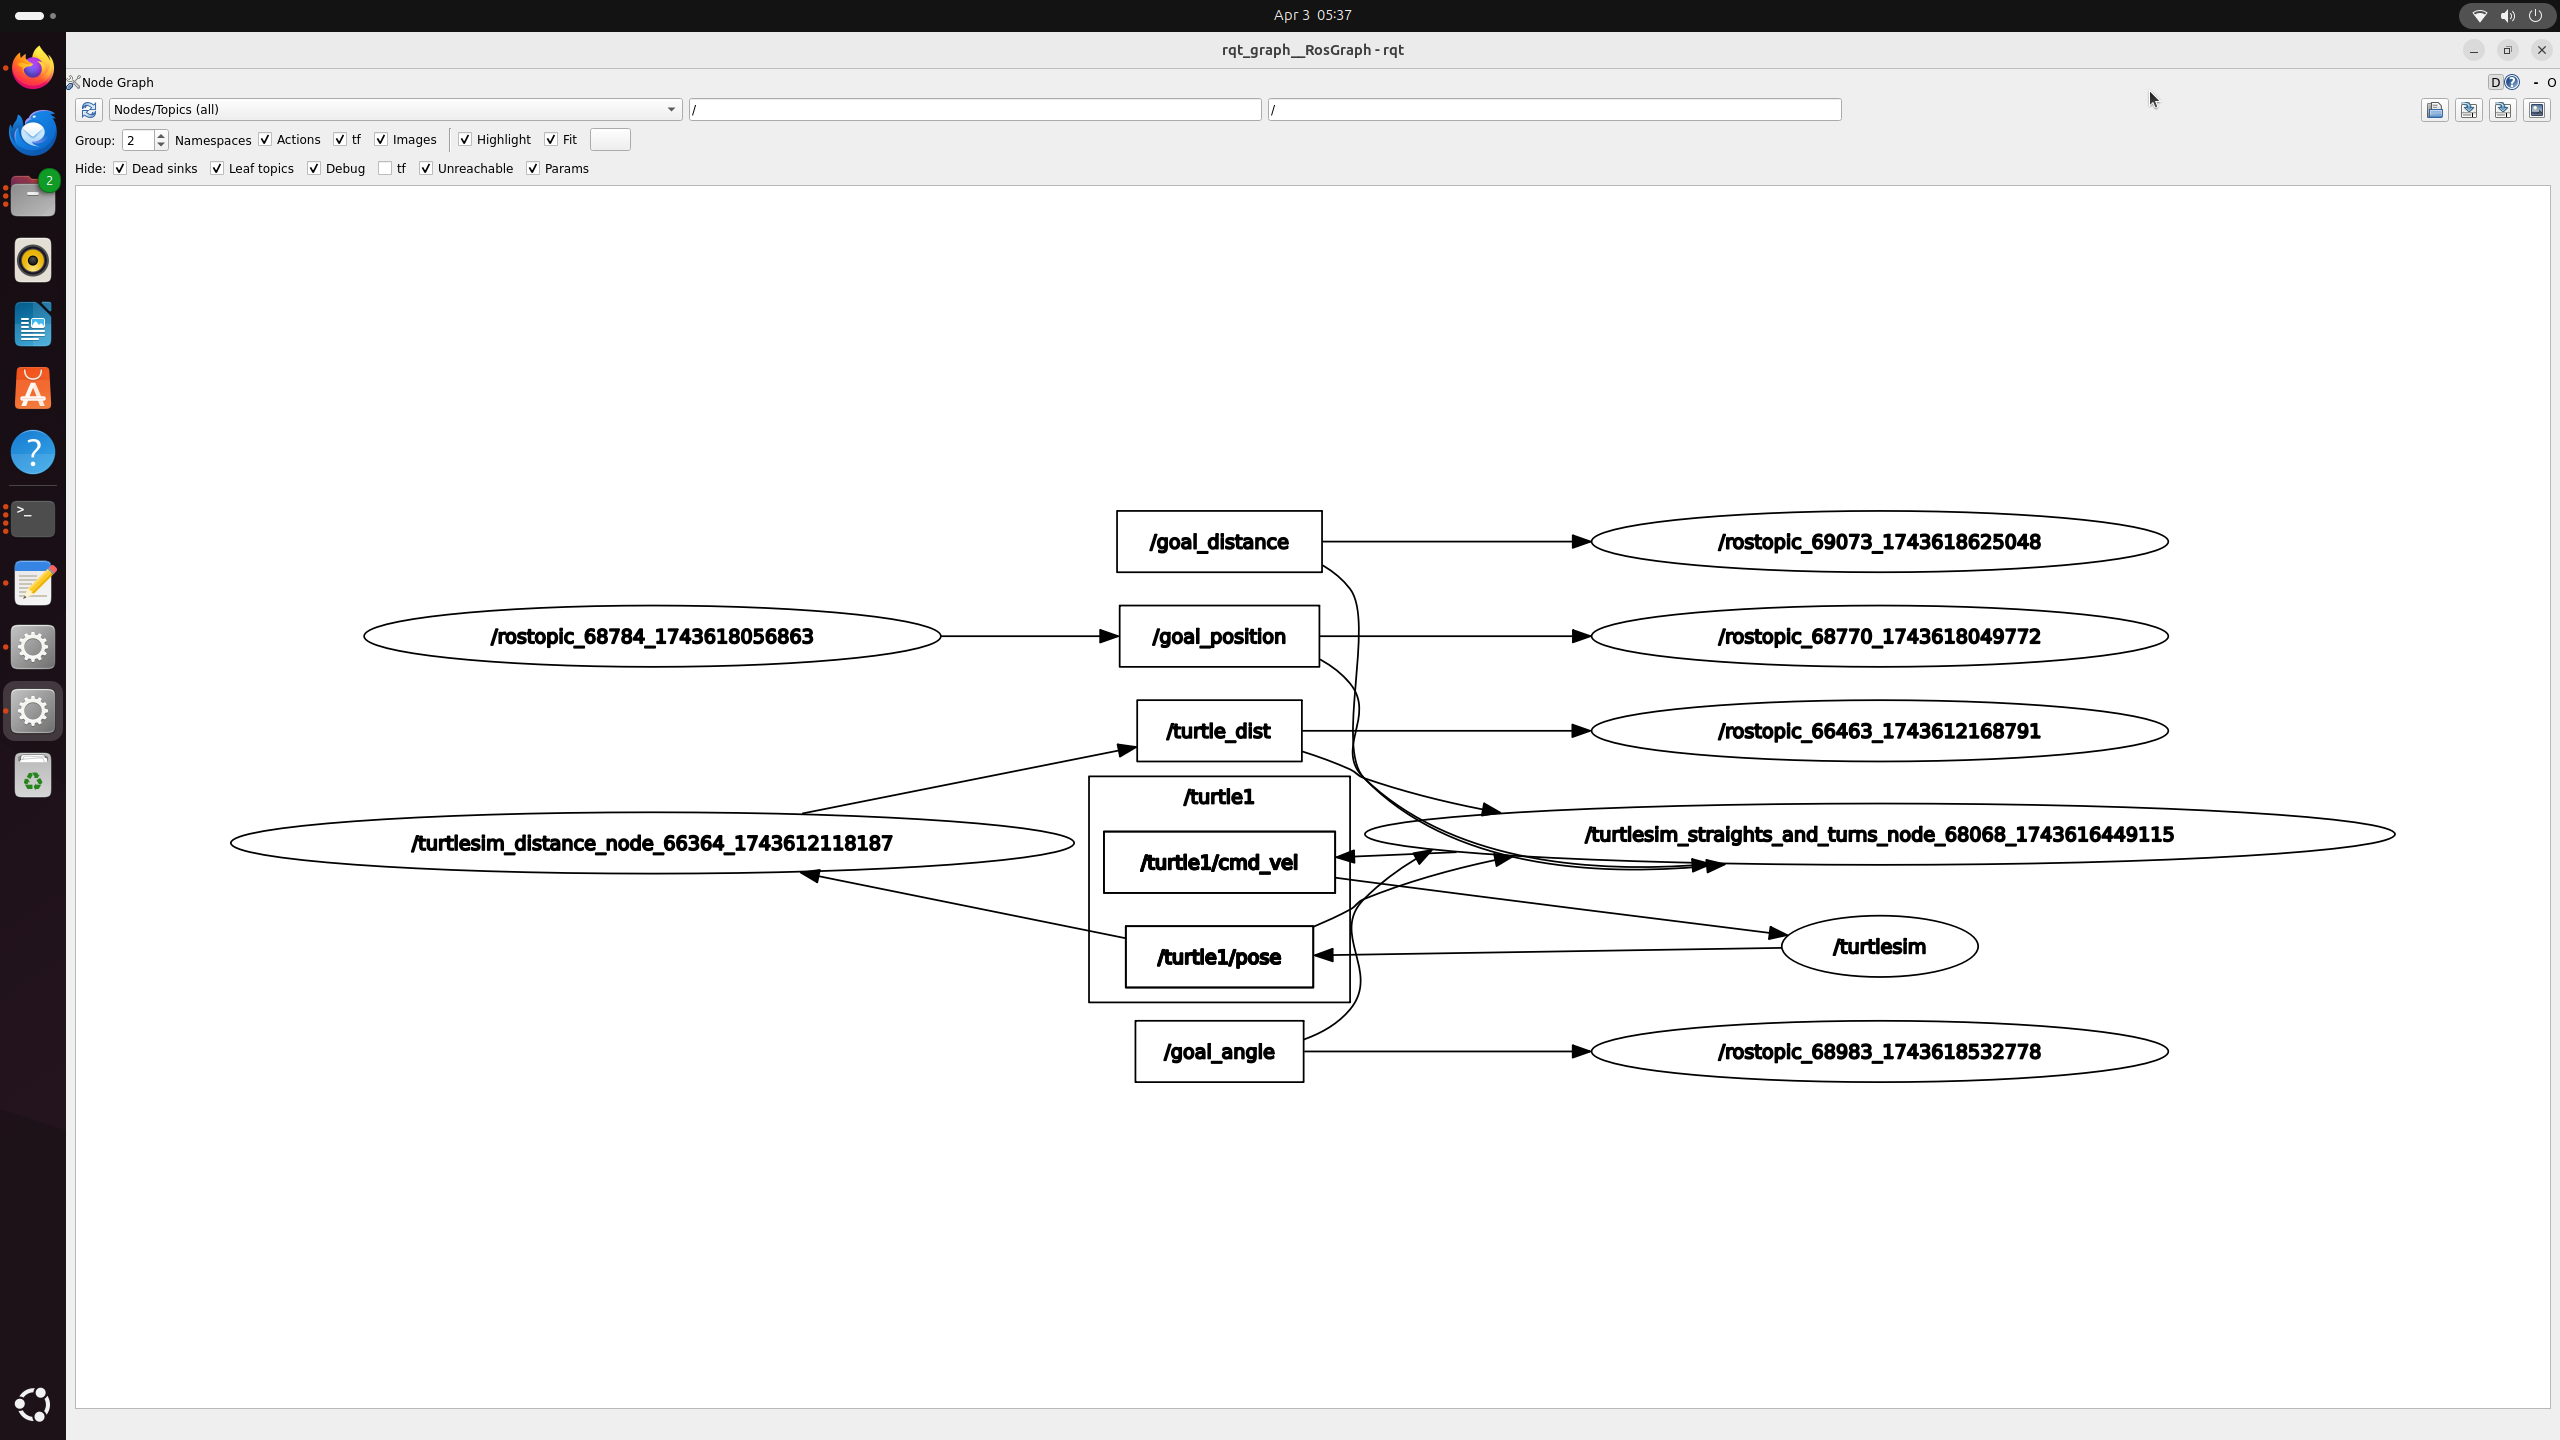 Apr 3 05:37
rqt_graph__RosGraph - rqt
Node Graph
D - O
Nodes/Topics (all) / /
Group: 2 Namespaces Actions tf Images Highlight Fit
Hide: Dead sinks Leaf topics Debug tf Unreachable Params
2
/goal_distance /rostopic_69073_1743618625048
/rostopic_68784_1743618056863 /goal_position /rostopic_68770_1743618049772
/turtle_dist /rostopic_66463_1743612168791
/turtle1
/turtlesim_distance_node_66364_1743612118187 /turtlesim_straights_and_turns_node_68068_1743616449115
/turtle1/cmd_vel
/turtle1/pose /turtlesim
/goal_angle /rostopic_68983_1743618532778